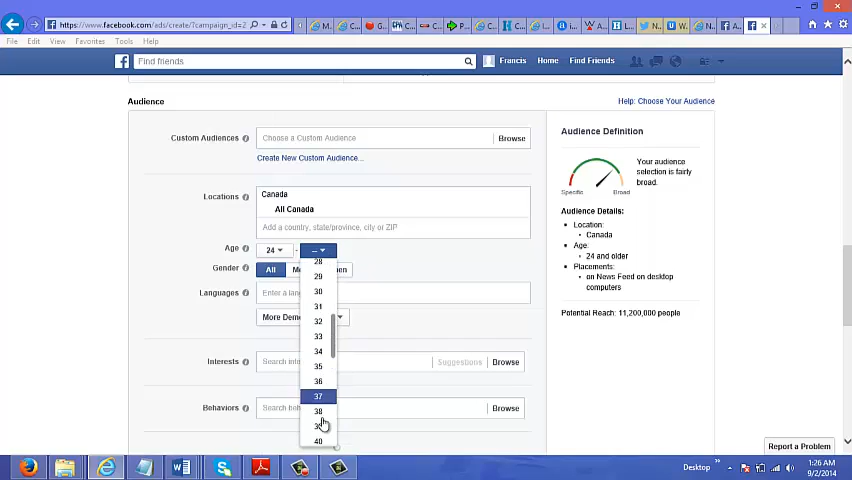 https://www.facebook.com/ads/create/?campaign_id=2
File Edit View Favorites Tools Help
Find friends
Francis Home Find Friends
Audience
Help: Choose Your Audience
Custom Audiences
Choose a Custom Audience
Browse
Create New Custom Audience...
Locations
Canada
All Canada
Add a country, state/province, city or ZIP
Age
24
-
--
Gender
All
Languages
More
28
29
30
31
32
33
34
35
36
37
38
40
Interests
Suggestions
Browse
Behaviors
Browse
Audience Definition
Specific
Broad
Your audience
selection is fairly
broad.
Audience Details:
Location:
Canada
Age:
24 and older
Placements:
on News Feed on desktop
computers
Potential Reach: 11,200,000 people
Report a Problem
Desktop
1:26 AM
9/2/2014